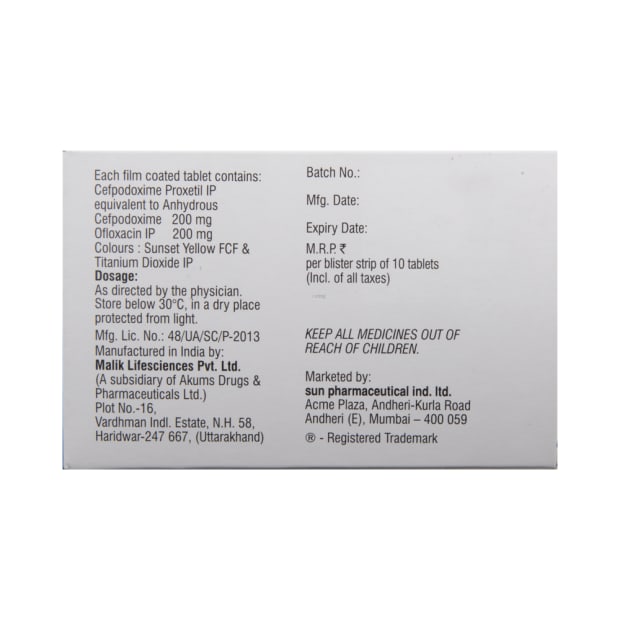 Each film coated tablet contains:
Cefpodoxime Proxetil IP
equivalent to Anhydrous
Cefpodoxime 200 mg
Ofloxacin IP 200 mg
Colours : Sunset Yellow FCF &
Titanium Dioxide IP
Dosage:
As directed by the physician.
Store below 30°C, in a dry place
protected from light.
Mfg. Lic. No.: 48/UA/SC/P-2013
Manufactured in India by:
Malik Lifesciences Pvt. Ltd.
(A subsidiary of Akums Drugs &
Pharmaceuticals Ltd.)
Plot No.-16,
Vardhman Indl. Estate, N.H. 58,
Haridwar-247 667, (Uttarakhand)
Batch No.:
Mfg. Date:
Expiry Date:
M.R.P. ₹
per blister strip of 10 tablets
(Incl. of all taxes)
KEEP ALL MEDICINES OUT OF
REACH OF CHILDREN.
Marketed by:
sun pharmaceutical ind. ltd.
Acme Plaza, Andheri-Kurla Road
Andheri (E), Mumbai – 400 059
® - Registered Trademark